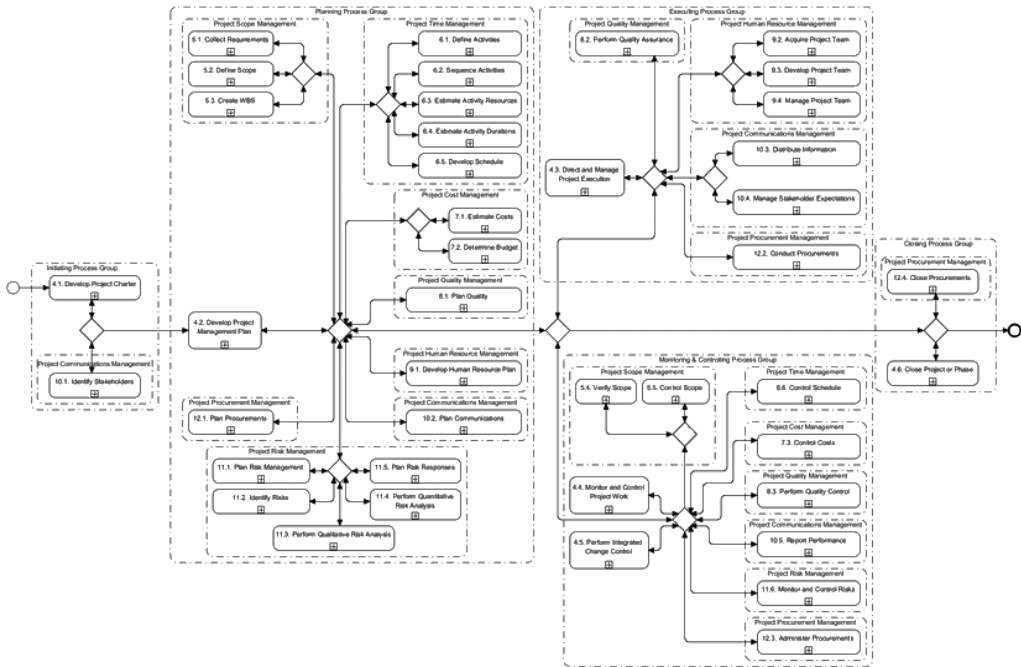 Planning Process Group
Project Scope Management
5.1. Collect Requirements
5.2. Define Scope
5.3. Create WBS
Project Time Management
6.1. Define Activities
6.2. Sequence Activities
6.3. Estimate Activity Resources
6.4. Estimate Activity Durations
6.5. Develop Schedule
Project Cost Management
7.1. Estimate Costs
7.2. Determine Budget
Project Quality Management
8.1. Plan Quality
Project Human Resource Management
9.1. Develop Human Resource Plan
Project Communications Management
10.2. Plan Communications
4.2. Develop Project
Management Plan
Project Procurement Management
12.1. Plan Procurements
Project Risk Management
11.1. Plan Risk Management
11.2. Identify Risks
11.3. Perform Qualitative Risk Analysis
11.5. Plan Risk Responses
11.4 Perform Quantitative
Risk Analysis
Initiating Process Group
4.1. Develop Project Charter
Project Communications Management
10.1. Identify Stakeholders
Executing Process Group
Project Quality Management
8.2. Perform Quality Assurance
Project Human Resource Management
9.2. Acquire Project Team
9.3. Develop Project Team
9.4 Manage Project Team
Project Communications Management
10.3. Distribute Information
10.4. Manage Stakeholder Expectations
4.3. Direct and Manage
Project Execution
Project Procurement Management
12.2. Conduct Procurements
Monitoring & Controlling Process Group
Project Scope Management
5.4. Verify Scope
5.5. Control Scope
4.4. Monitor and Control
Project Work
4.5. Perform Integrated
Change Control
Project Time Management
6.6. Control Schedule
Project Cost Management
7.3. Control Costs
Project Quality Management
8.3. Perform Quality Control
Project Communications Management
10.5. Report Performance
Project Risk Management
11.6. Monitor and Control Risks
Project Procurement Management
12.3. Administer Procurements
Closing Process Group
Project Procurement Management
12.4. Close Procurements
4.6. Close Project or Phase